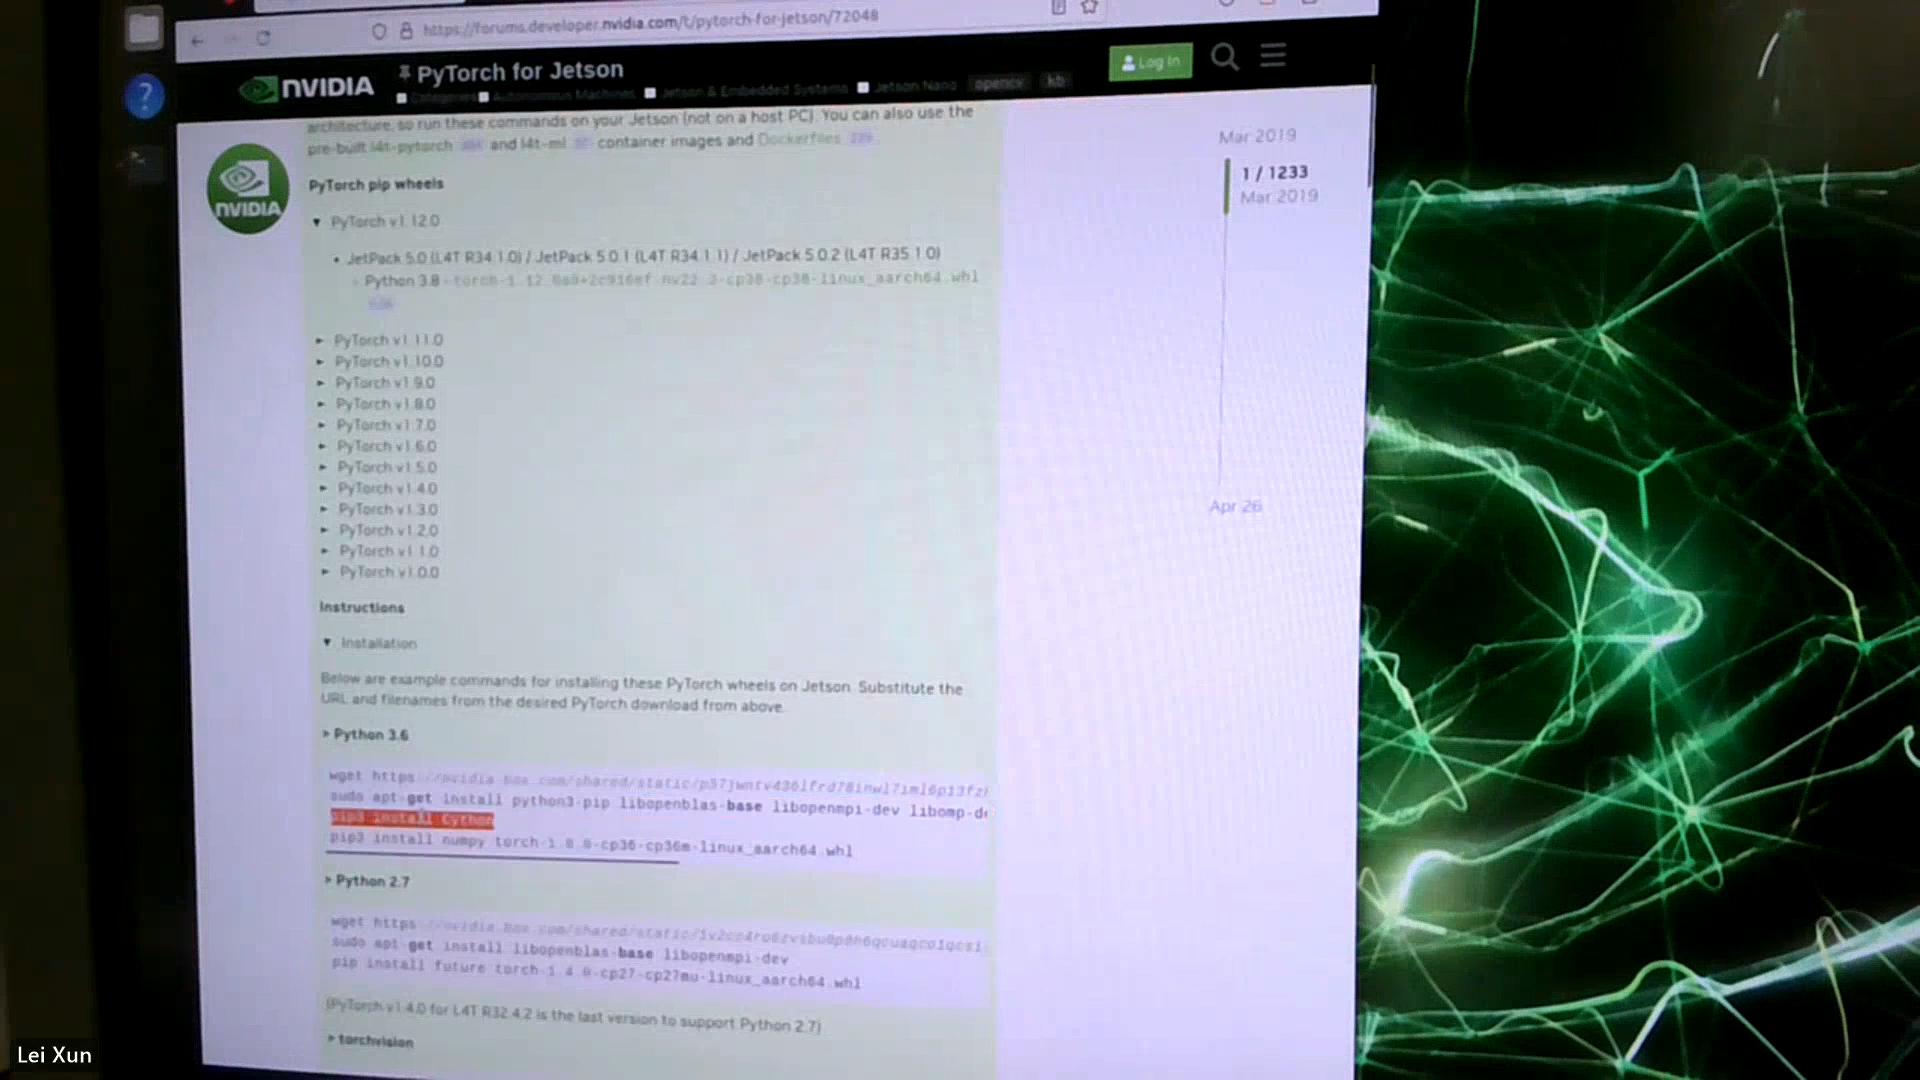 https://forums.developer.nvidia.com/t/pytorch-for-jetson/72048
NVIDIA
PyTorch for Jetson
Categories Autonomous Machines Jetson & Embedded Systems Jetson Nano opencv kb
Log In
architecture, so run these commands on your Jetson (not on a host PC). You can also use the
pre-built l4t-pytorch and l4t-ml container images and Dockerfiles
NVIDIA
PyTorch pip wheels
▼ PyTorch v1.12.0
• JetPack 5.0 (L4T R34.1.0) / JetPack 5.0.1 (L4T R34.1.1) / JetPack 5.0.2 (L4T R35.1.0)
Python 3.8 -
► PyTorch v1.11.0
► PyTorch v1.10.0
► PyTorch v1.9.0
► PyTorch v1.8.0
► PyTorch v1.7.0
► PyTorch v1.6.0
► PyTorch v1.5.0
► PyTorch v1.4.0
► PyTorch v1.3.0
► PyTorch v1.2.0
► PyTorch v1.1.0
► PyTorch v1.0.0
Instructions
▼ Installation
Below are example commands for installing these PyTorch wheels on Jetson. Substitute the
URL and filenames from the desired PyTorch download from above.
> Python 3.6
wget
sudo apt-get install python3-pip libopenblas-base libopenmpi-dev
pip3 install Cython
pip3 install numpy torch-1.8.0-cp36-cp36m-linux_aarch64.whl
> Python 2.7
wget
sudo apt-get install libopenblas-base libopenmpi-dev
pip install future torch-1.4.0-cp27-cp27mu-linux_aarch64.whl
(PyTorch v1.4.0 for L4T R32.4.2 is the last version to support Python 2.7)
> torchvision
Mar 2019
1 / 1233
Mar 2019
Apr 26
Lei Xun